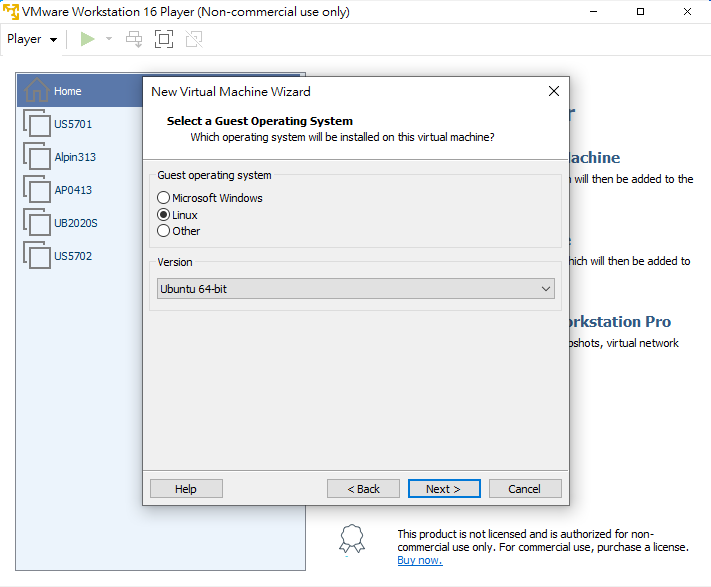 VMware Workstation 16 Player (Non-commercial use only)
Player
Home
US5701
Alpin313
AP0413
UB2020S
US5702
New Virtual Machine Wizard
Select a Guest Operating System
Which operating system will be installed on this virtual machine?
Guest operating system
Microsoft Windows
Linux
Other
Version
Ubuntu 64-bit
Help
< Back
Next >
Cancel
achine
will then be added to the
hich will then be added to
orkstation Pro
pshots, virtual network
This product is not licensed and is authorized for non-
commercial use only. For commercial use, purchase a license.
Buy now.